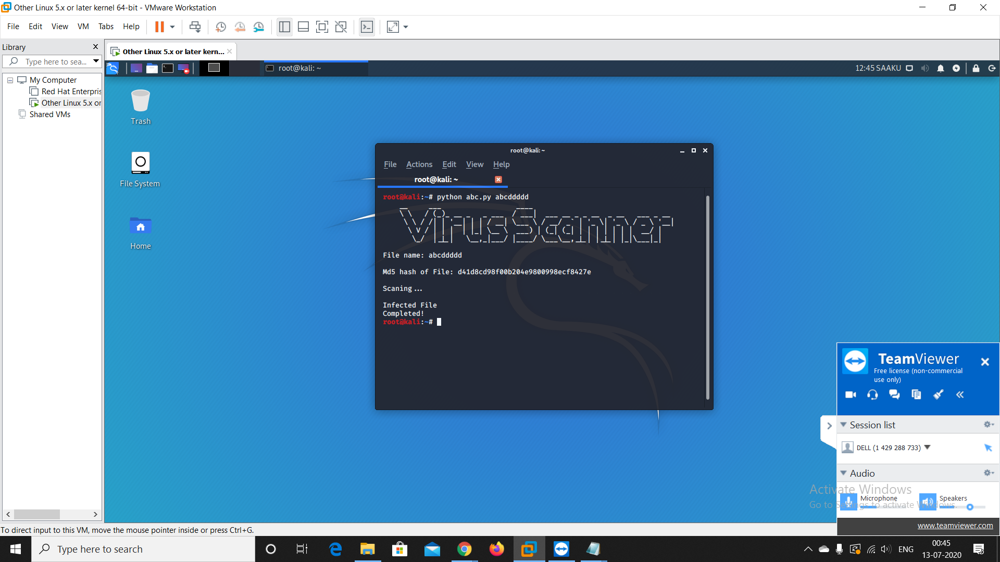 Other Linux 5.x or later kernel 64-bit - VMware Workstation
File Edit View VM Tabs Help
Library
Type here to sea...
My Computer
Red Hat Enterpris
Other Linux 5.x or
Shared VMs
Other Linux 5.x or later kern...
root@kali: ~
12:45 SAAKU
Trash
File System
Home
root@kali: ~
File Actions Edit View Help
root@kali: ~
root@kali:~# python abc.py abcddddd
VirusScanner
File name: abcddddd
Md5 hash of File: d41d8cd98f00b204e9800998ecf8427e
Scaning...
Infected File
Completed!
root@kali:~#
TeamViewer
Free license (non-commercial
use only)
Session list
DELL (1 429 288 733)
Audio
Microphone
Speakers
Activate Windows
Go to Settings to activate Windows.
www.teamviewer.com
To direct input to this VM, move the mouse pointer inside or press Ctrl+G.
Type here to search
ENG
00:45
13-07-2020